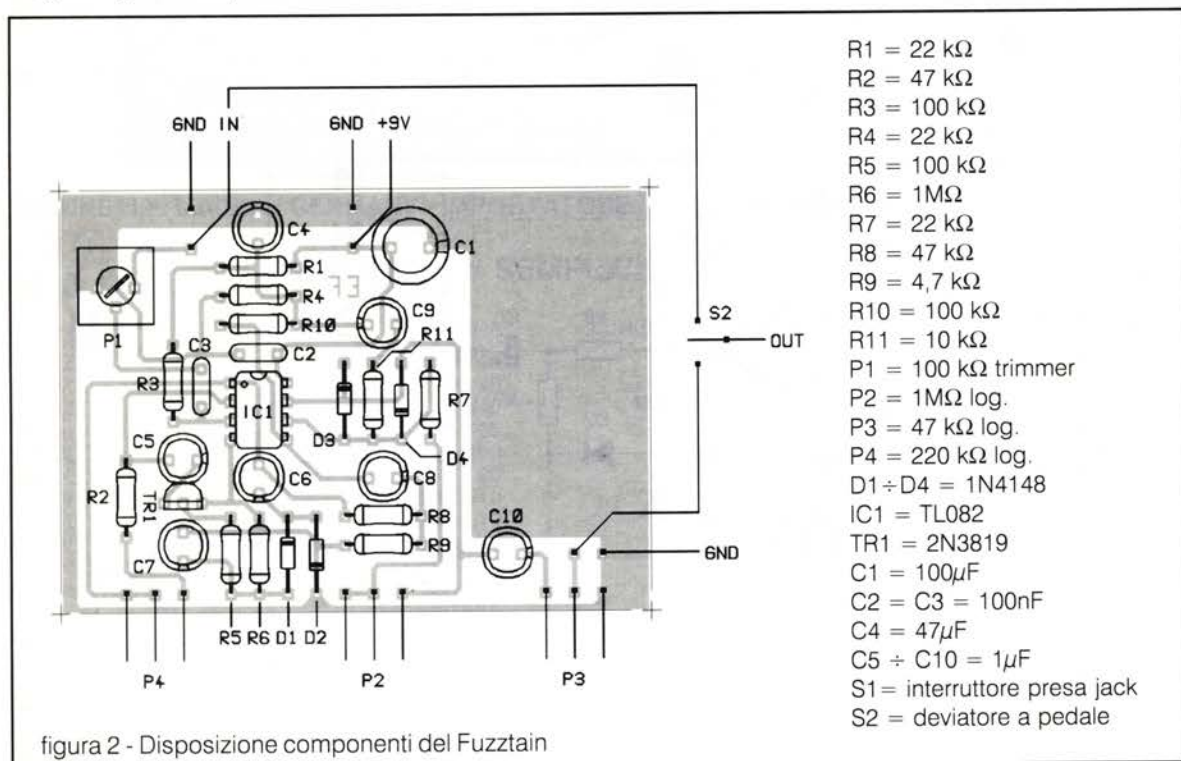 GND IN
GND +9V
C4
C1
R1
R4
R10
C9
R11
P1
C3
C2
R3
IC1
R7
D3
D4
C5
R2
TR1
C6
C8
R8
R9
C7
C10
R5 R6 D1 D2
P4
P2
P3
S2
OUT
GND
R1 = 22 kΩ
R2 = 47 kΩ
R3 = 100 kΩ
R4 = 22 kΩ
R5 = 100 kΩ
R6 = 1MΩ
R7 = 22 kΩ
R8 = 47 kΩ
R9 = 4,7 kΩ
R10 = 100 kΩ
R11 = 10 kΩ
P1 = 100 kΩ trimmer
P2 = 1MΩ log.
P3 = 47 kΩ log.
P4 = 220 kΩ log.
D1÷D4 = 1N4148
IC1 = TL082
TR1 = 2N3819
C1 = 100µF
C2 = C3 = 100nF
C4 = 47µF
C5 ÷ C10 = 1µF
S1= interruttore presa jack
S2 = deviatore a pedale
figura 2 - Disposizione componenti del Fuzztain